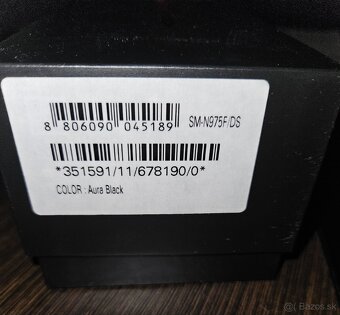 8 806090 045189
SM-N975F/DS
*351591/11/678190/0*
COLOR : Aura Black
bazos.sk